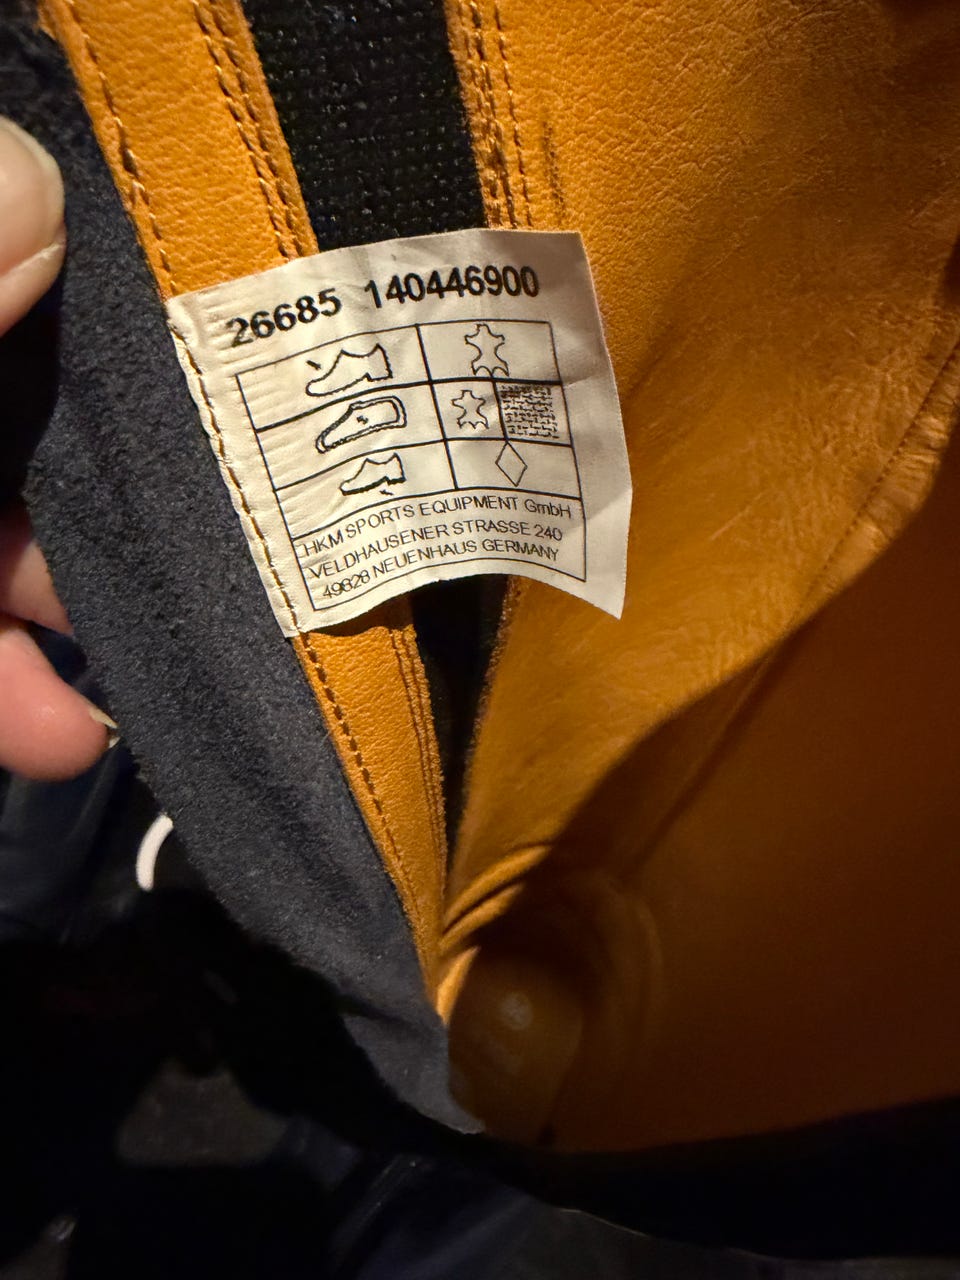 26685 140446900
HKM SPORTS EQUIPMENT GmbH
VELDHAUSENER STRASSE 240
49828 NEUENHAUS GERMANY